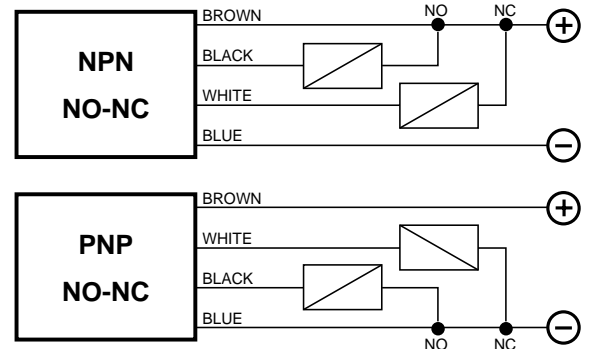 BROWN NO NC +
NPN
NO-NC
BLACK
WHITE
BLUE −
BROWN +
PNP
NO-NC
WHITE
BLACK
BLUE −
NO NC